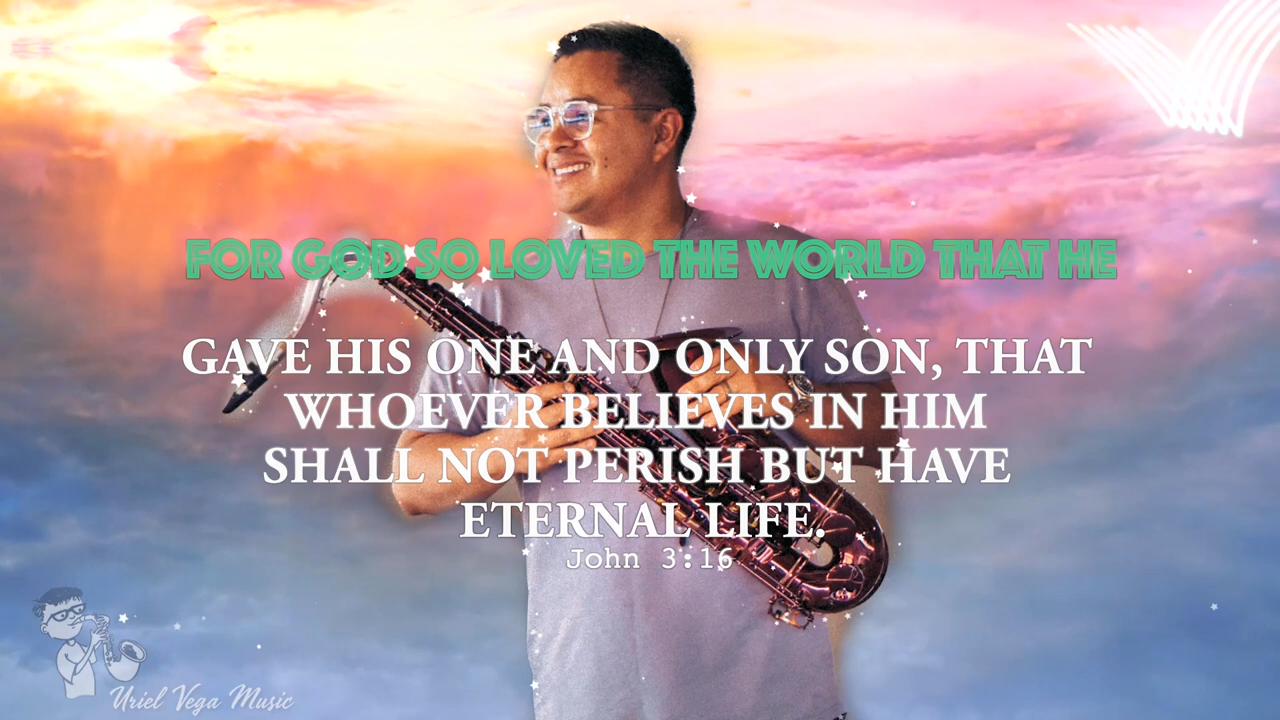 FOR GOD SO LOVED THE WORLD THAT HE
GAVE HIS ONE AND ONLY SON, THAT
WHOEVER BELIEVES IN HIM
SHALL NOT PERISH BUT HAVE
ETERNAL LIFE.
John 3:16
Uriel Vega Music